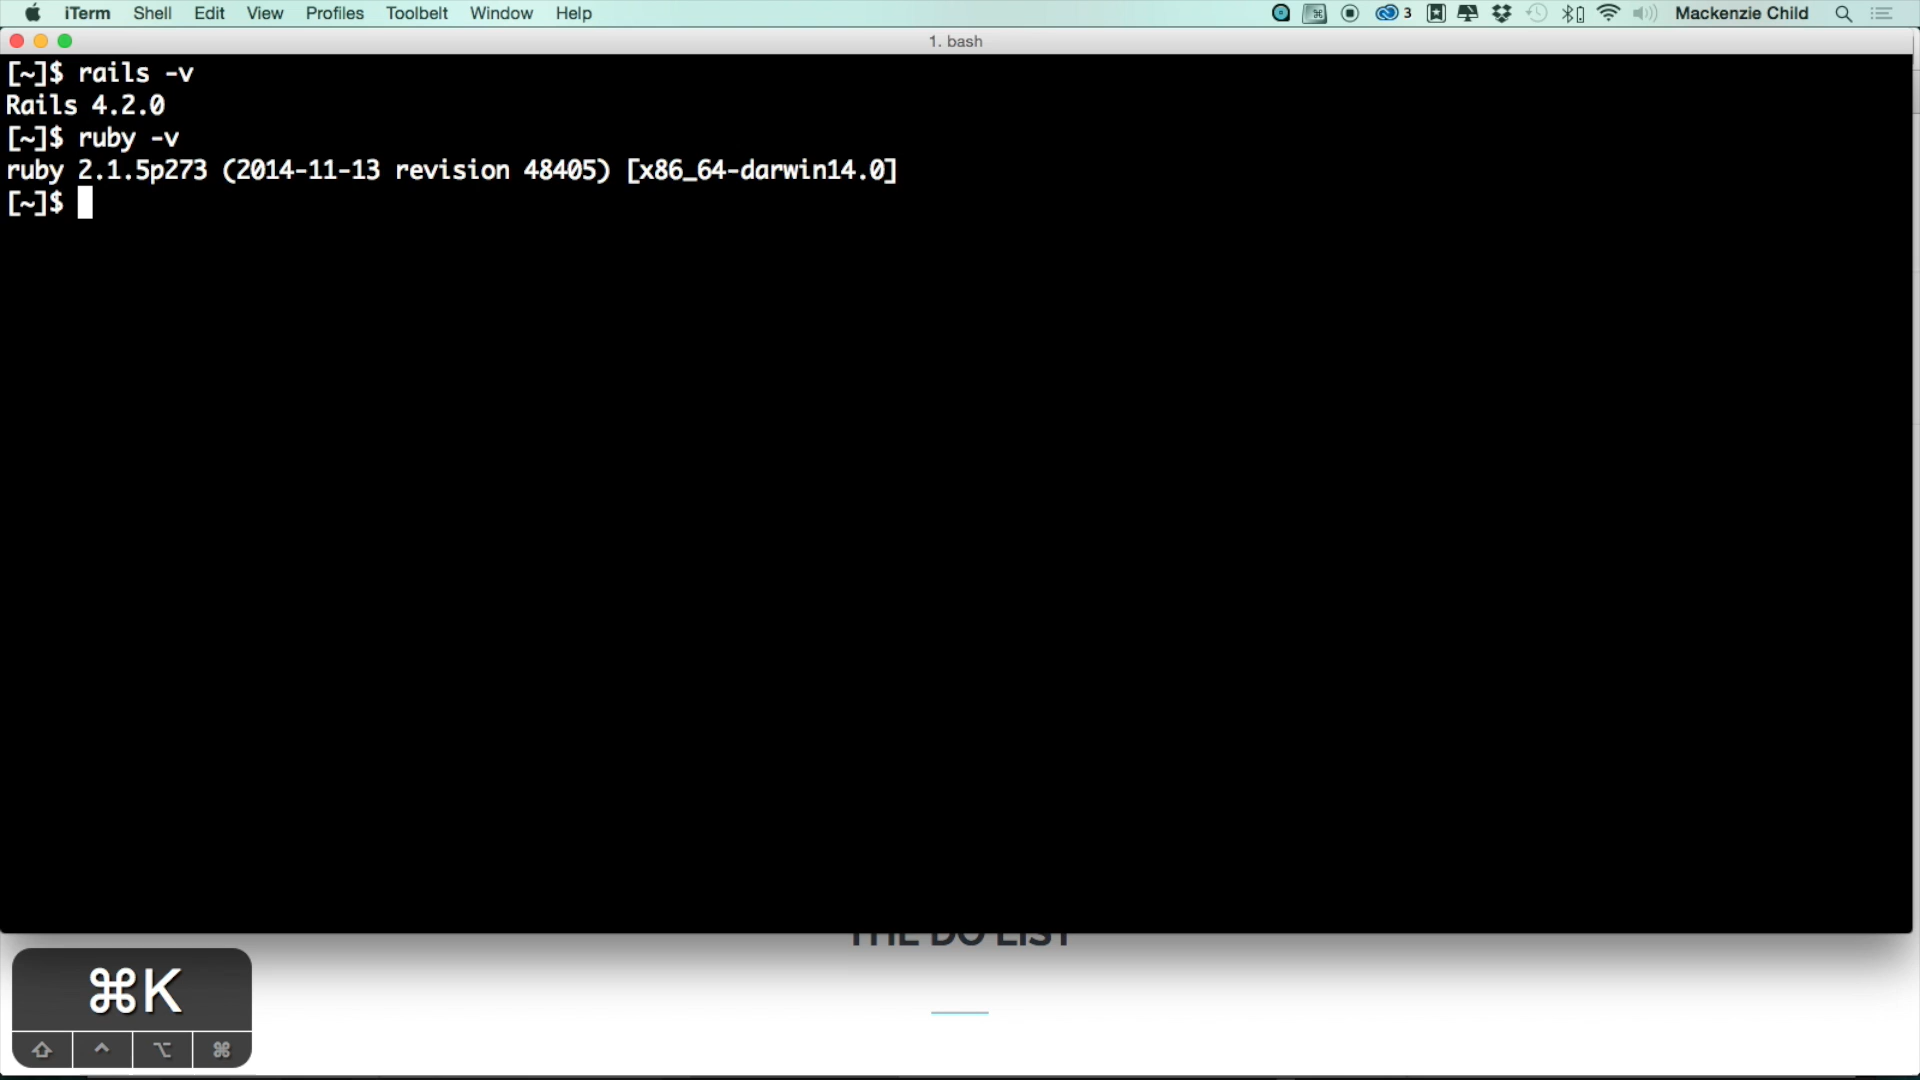 iTerm Shell Edit View Profiles Toolbelt Window Help 3 Mackenzie Child
1. bash
[~]$ rails -v
Rails 4.2.0
[~]$ ruby -v
ruby 2.1.5p273 (2014-11-13 revision 48405) [x86_64-darwin14.0]
[~]$
THE DO LIST
⌘K